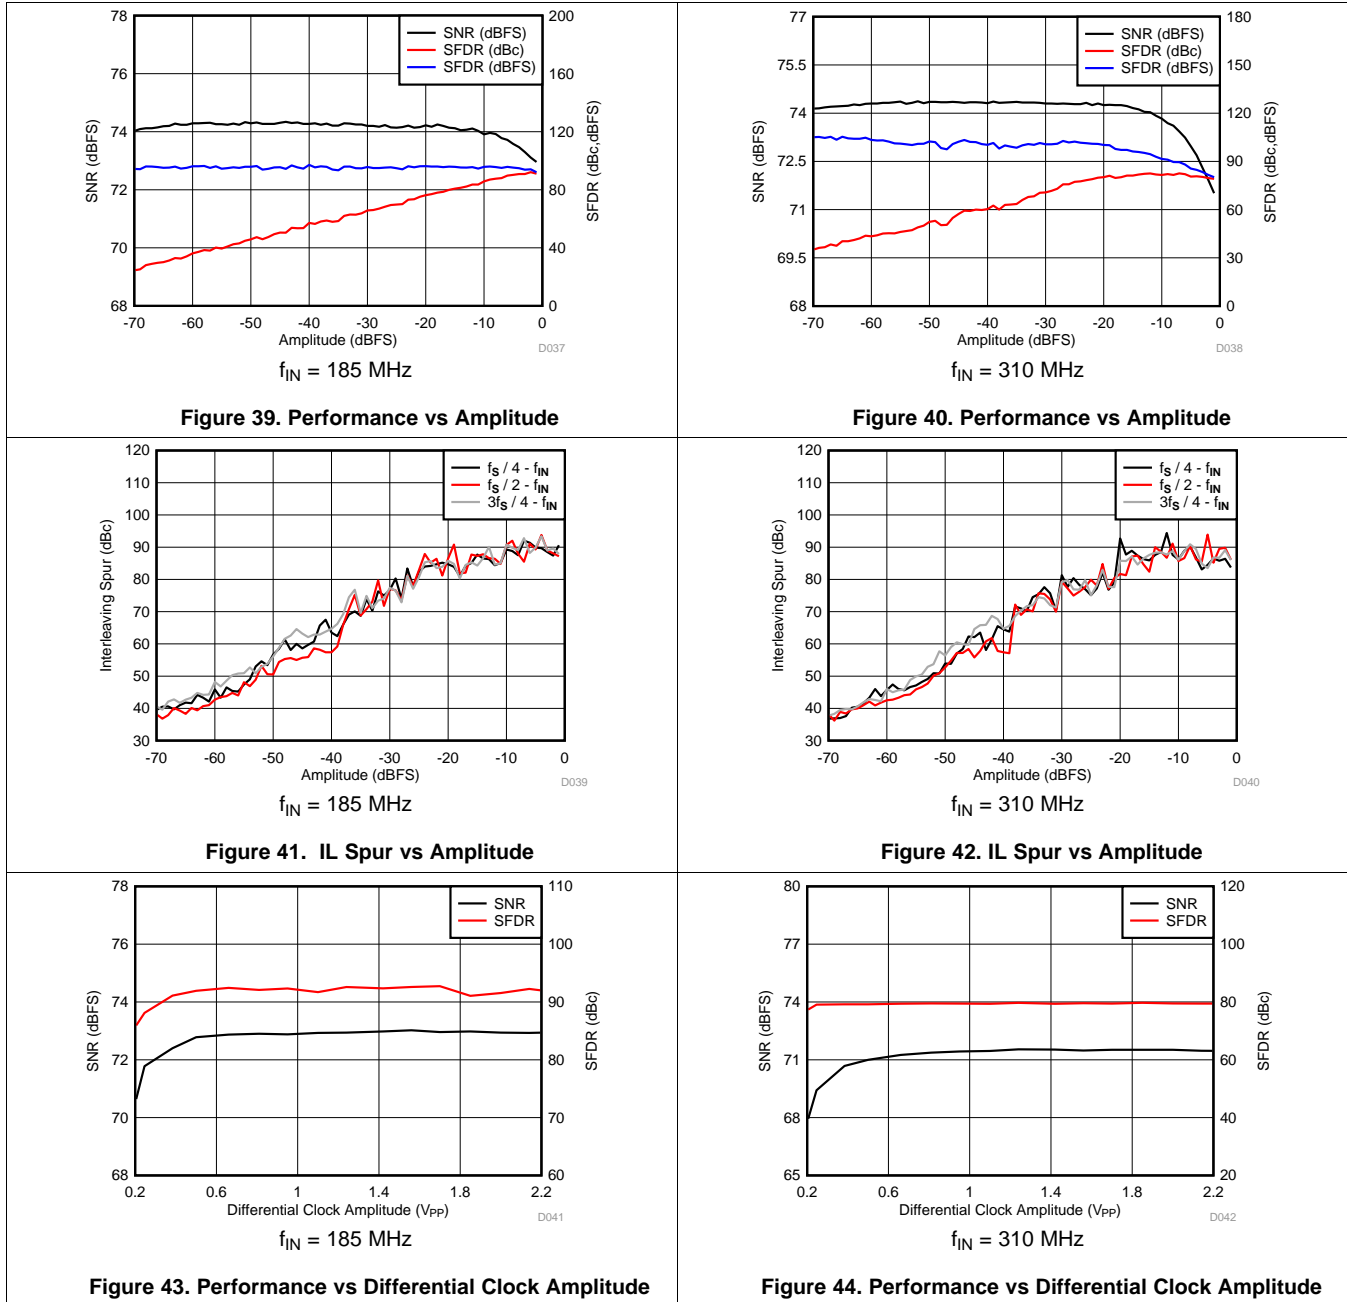 78
76
74
72
70
68
SNR (dBFS)
200
160
120
80
40
0
SFDR (dBc,dBFS)
SNR (dBFS)
SFDR (dBc)
SFDR (dBFS)
-70 -60 -50 -40 -30 -20 -10 0
Amplitude (dBFS)
D037
fIN = 185 MHz
Figure 39. Performance vs Amplitude
77
75.5
74
72.5
71
69.5
68
SNR (dBFS)
180
150
120
90
60
30
0
SFDR (dBc,dBFS)
SNR (dBFS)
SFDR (dBc)
SFDR (dBFS)
-70 -60 -50 -40 -30 -20 -10 0
Amplitude (dBFS)
D038
fIN = 310 MHz
Figure 40. Performance vs Amplitude
120
110
100
90
80
70
60
50
40
30
Interleaving Spur (dBc)
fS / 4 - fIN
fS / 2 - fIN
3fS / 4 - fIN
-70 -60 -50 -40 -30 -20 -10 0
Amplitude (dBFS)
D039
fIN = 185 MHz
Figure 41. IL Spur vs Amplitude
120
110
100
90
80
70
60
50
40
30
Interleaving Spur (dBc)
fS / 4 - fIN
fS / 2 - fIN
3fS / 4 - fIN
-70 -60 -50 -40 -30 -20 -10 0
Amplitude (dBFS)
D040
fIN = 310 MHz
Figure 42. IL Spur vs Amplitude
78
76
74
72
70
68
SNR (dBFS)
110
100
90
80
70
60
SFDR (dBc)
SNR
SFDR
0.2 0.6 1 1.4 1.8 2.2
Differential Clock Amplitude (VPP)
D041
fIN = 185 MHz
Figure 43. Performance vs Differential Clock Amplitude
80
77
74
71
68
65
SNR (dBFS)
120
100
80
60
40
20
SFDR (dBc)
SNR
SFDR
0.2 0.6 1 1.4 1.8 2.2
Differential Clock Amplitude (VPP)
D042
fIN = 310 MHz
Figure 44. Performance vs Differential Clock Amplitude